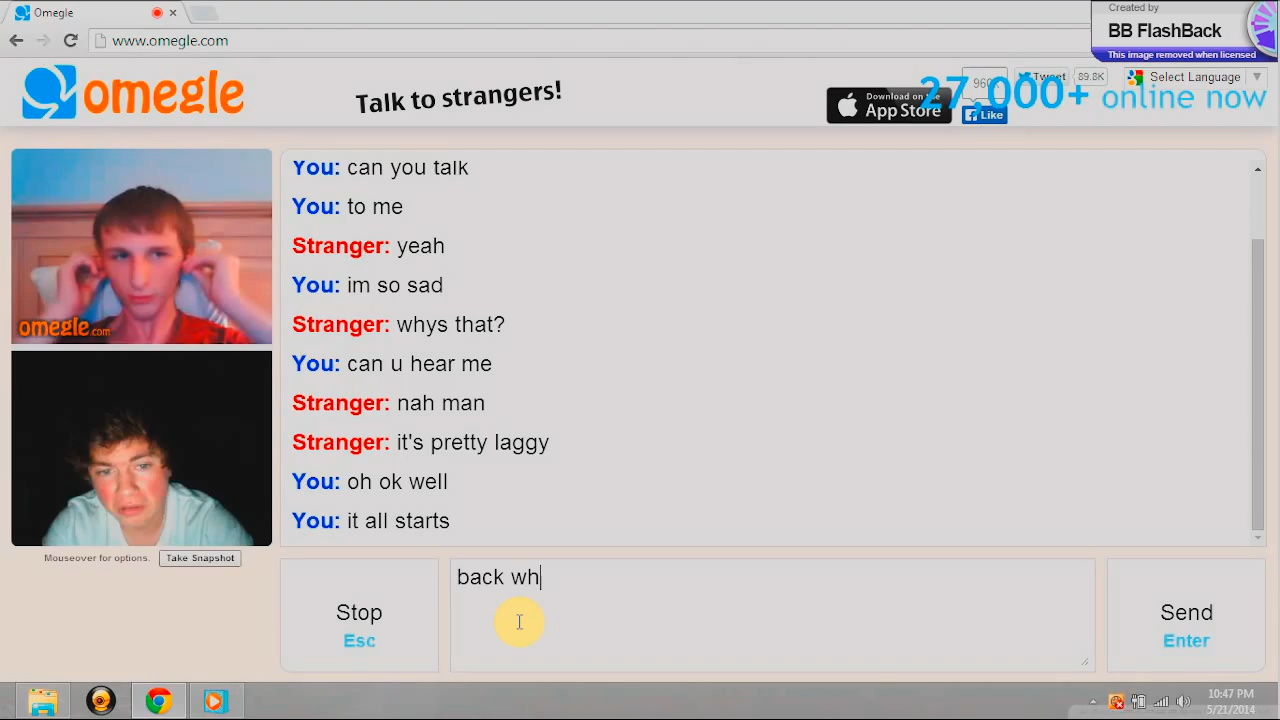 Omegle
Created by
BB FlashBack
This image removed when licensed
www.omegle.com
omegle
Talk to strangers!
Download on the
App Store
960
Like
Tweet
89.8K
Select Language
27,000+ online now
omegle.com
You: can you talk
You: to me
Stranger: yeah
You: im so sad
Stranger: whys that?
You: can u hear me
Stranger: nah man
Stranger: it's pretty laggy
You: oh ok well
You: it all starts
Mouseover for options.
Take Snapshot
Stop
Esc
back wh
Send
Enter
10:47 PM
5/21/2014